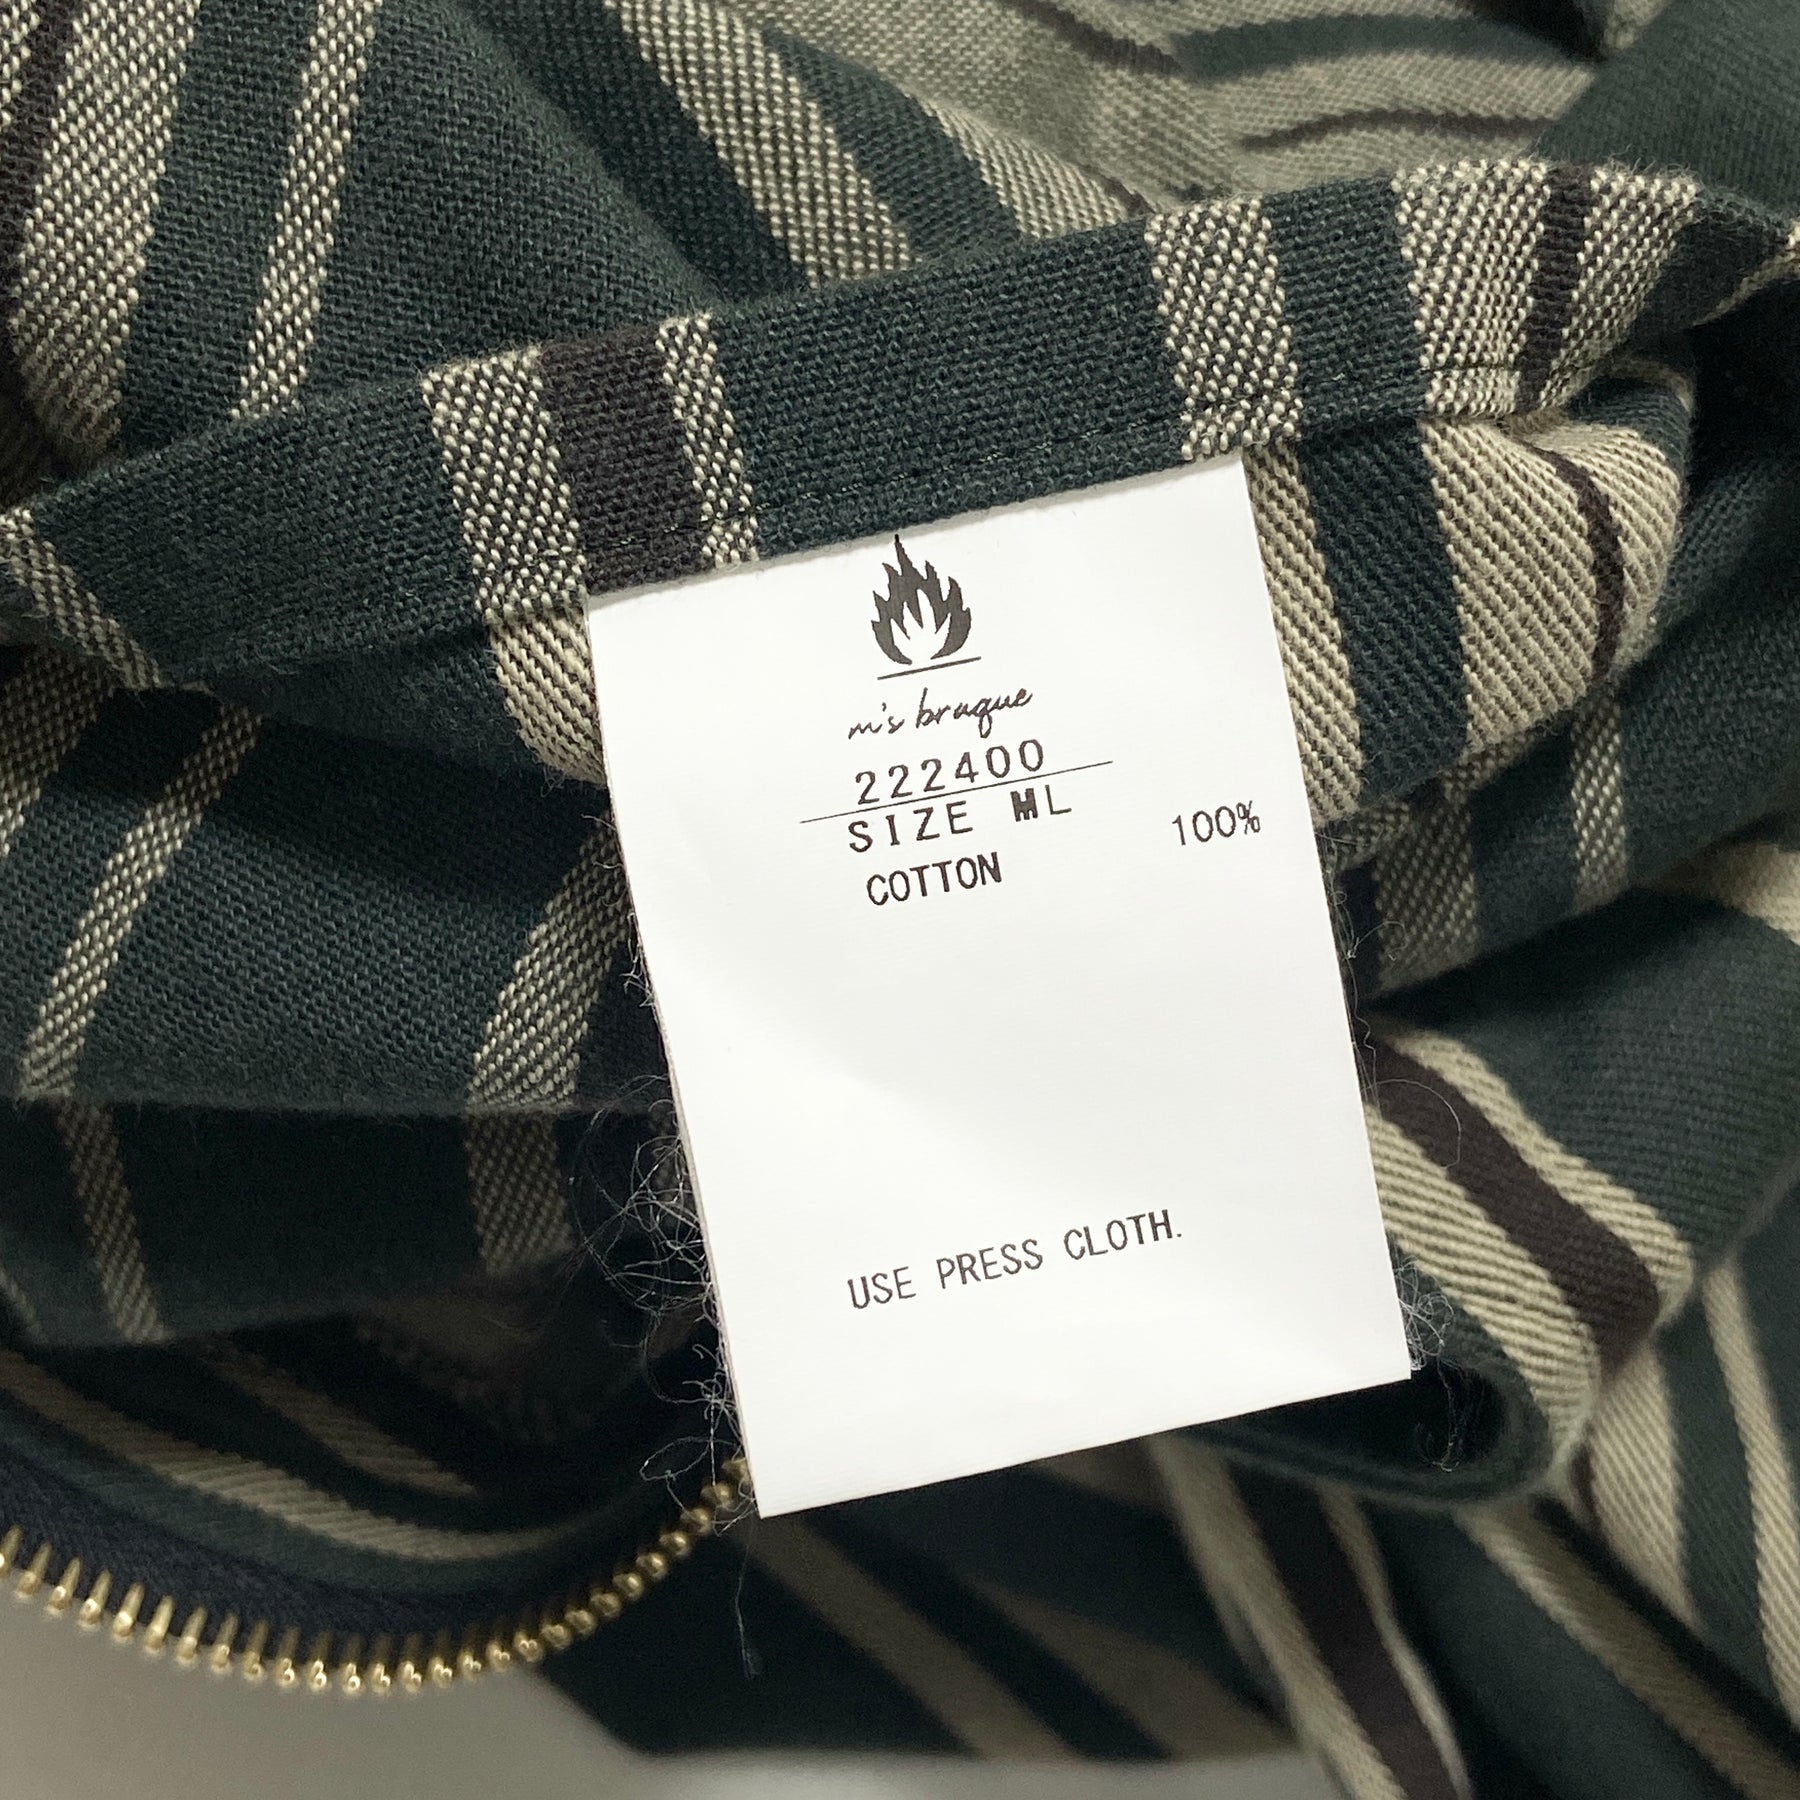 m's braque
222400
SIZE ML
COTTON 100%
USE PRESS CLOTH.